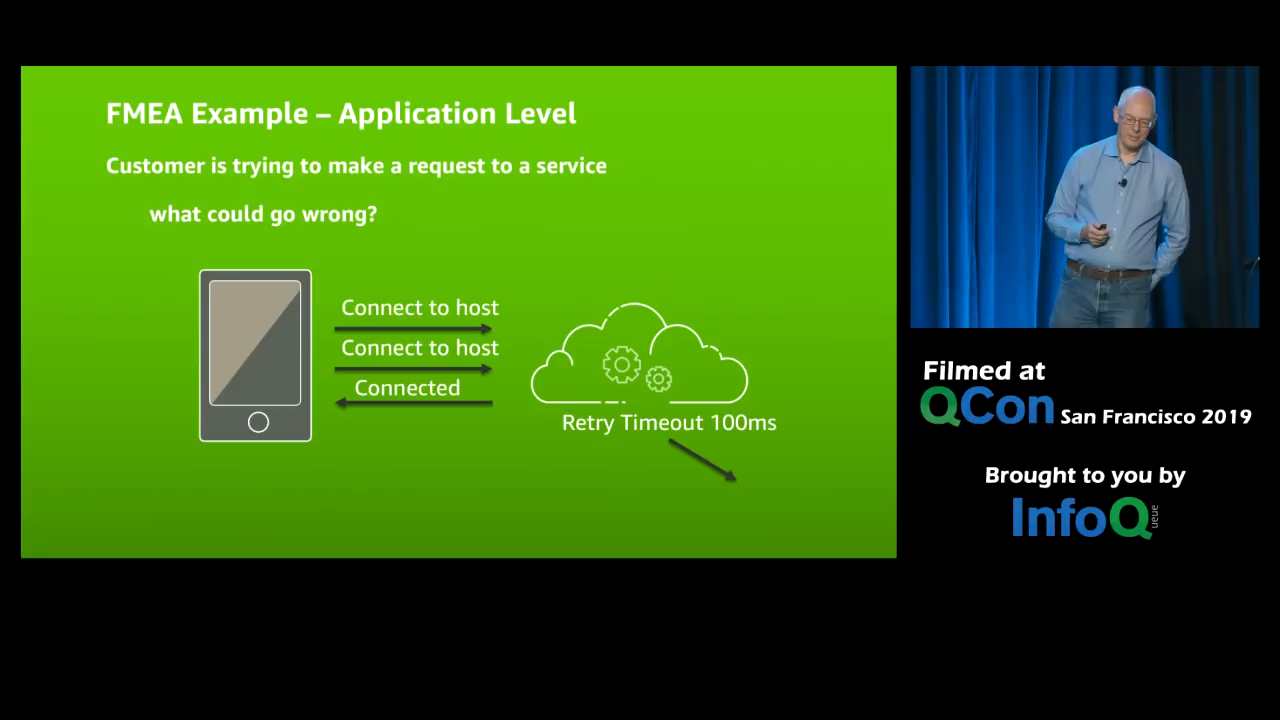 FMEA Example – Application Level
Customer is trying to make a request to a service
what could go wrong?
Connect to host
Connect to host
Connected
Retry Timeout 100ms
Filmed at
QCon San Francisco 2019
Brought to you by
InfoQ
ueue